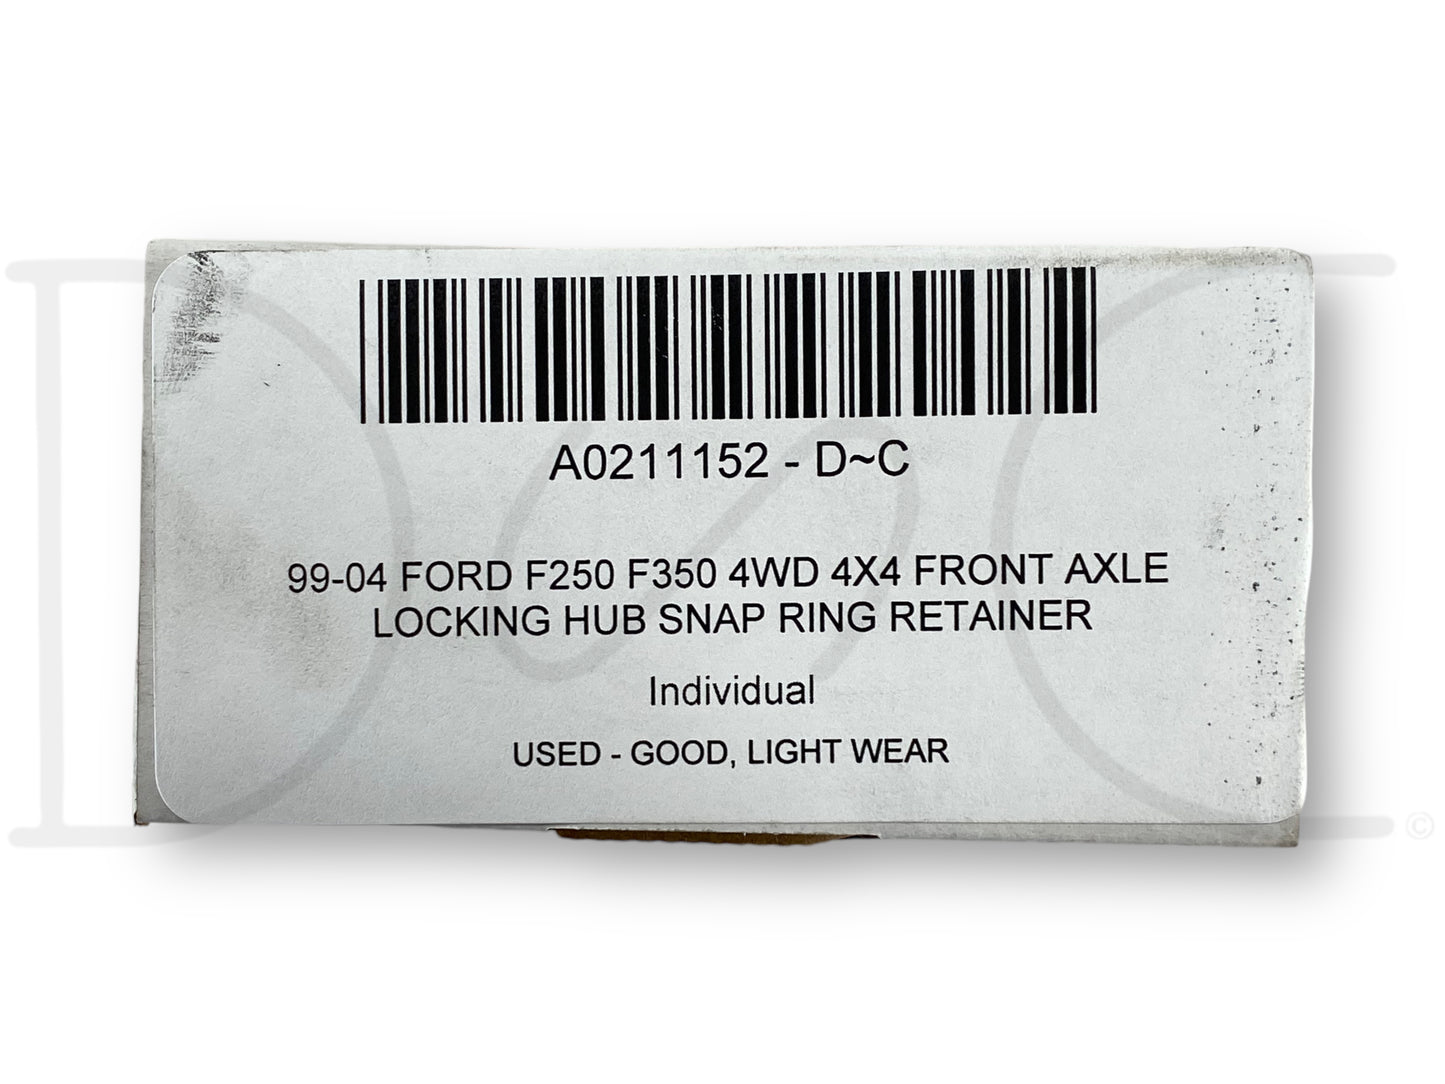 A0211152 - D~C
99-04 FORD F250 F350 4WD 4X4 FRONT AXLE
LOCKING HUB SNAP RING RETAINER
Individual
USED - GOOD, LIGHT WEAR
D~C
©